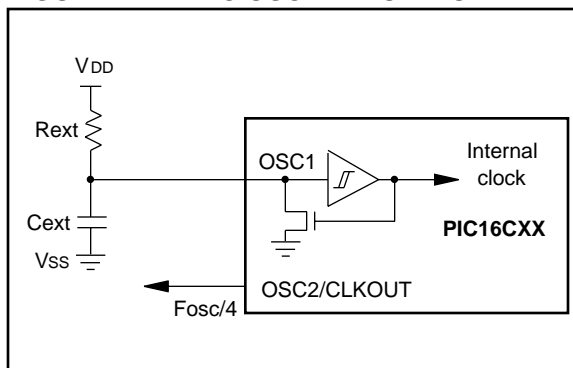 VDD
Rext
OSC1
Internal
clock
Cext
PIC16CXX
VSS
OSC2/CLKOUT
Fosc/4